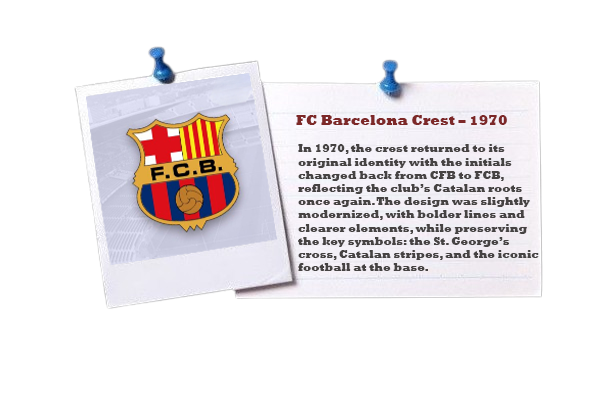 F.C.B.
FC Barcelona Crest – 1970
In 1970, the crest returned to its
original identity with the initials
changed back from CFB to FCB,
reflecting the club's Catalan roots
once again. The design was slightly
modernized, with bolder lines and
clearer elements, while preserving
the key symbols: the St. George's
cross, Catalan stripes, and the iconic
football at the base.